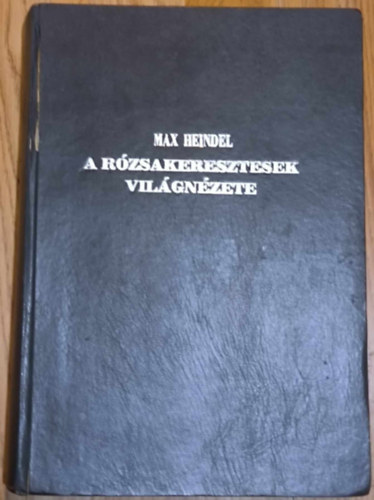 MAX HEINDEL
A RÓZSAKERESZTESEK
VILÁGNÉZETE